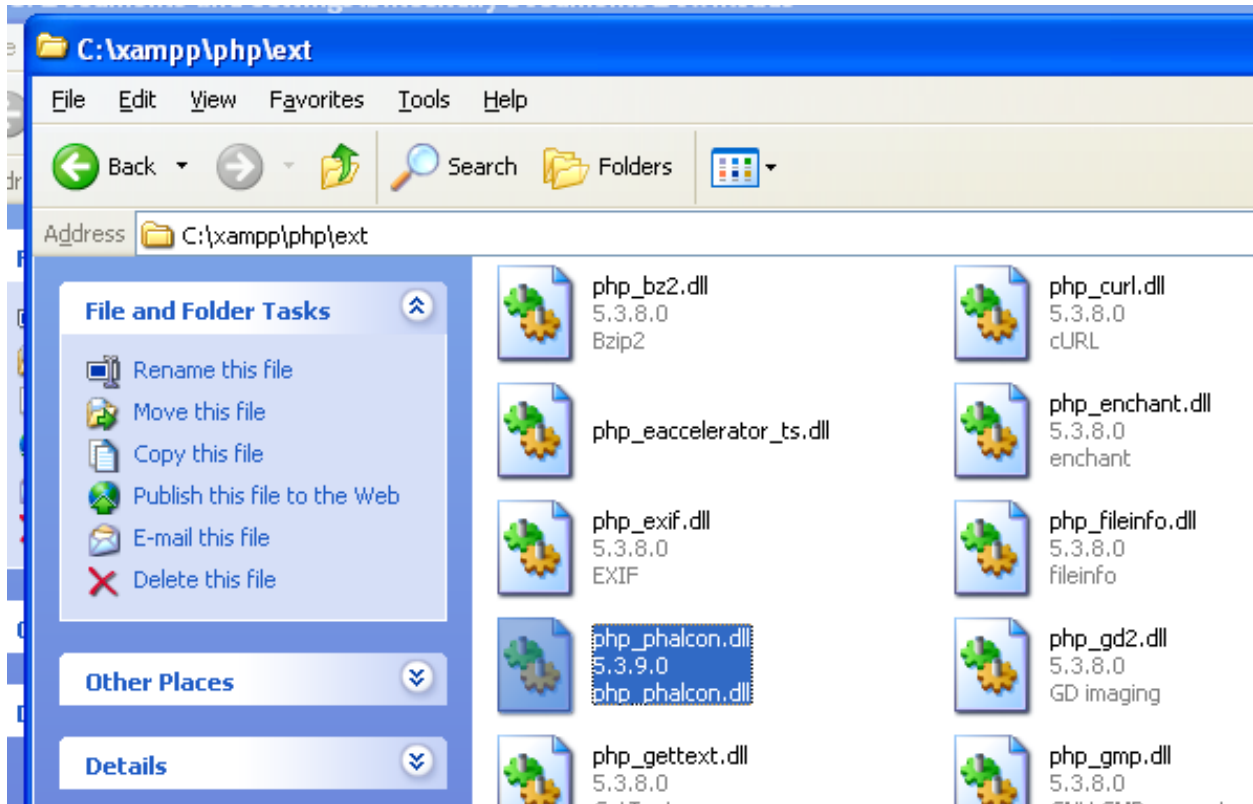 C:\xampp\php\ext
File Edit View Favorites Tools Help
Back Search Folders
Address C:\xampp\php\ext
File and Folder Tasks
Rename this file
Move this file
Copy this file
Publish this file to the Web
E-mail this file
Delete this file
Other Places
Details
php_bz2.dll
5.3.8.0
Bzip2
php_curl.dll
5.3.8.0
cURL
php_eaccelerator_ts.dll
php_enchant.dll
5.3.8.0
enchant
php_exif.dll
5.3.8.0
EXIF
php_fileinfo.dll
5.3.8.0
fileinfo
php_phalcon.dll
5.3.9.0
php_phalcon.dll
php_gd2.dll
5.3.8.0
GD imaging
php_gettext.dll
5.3.8.0
php_gmp.dll
5.3.8.0